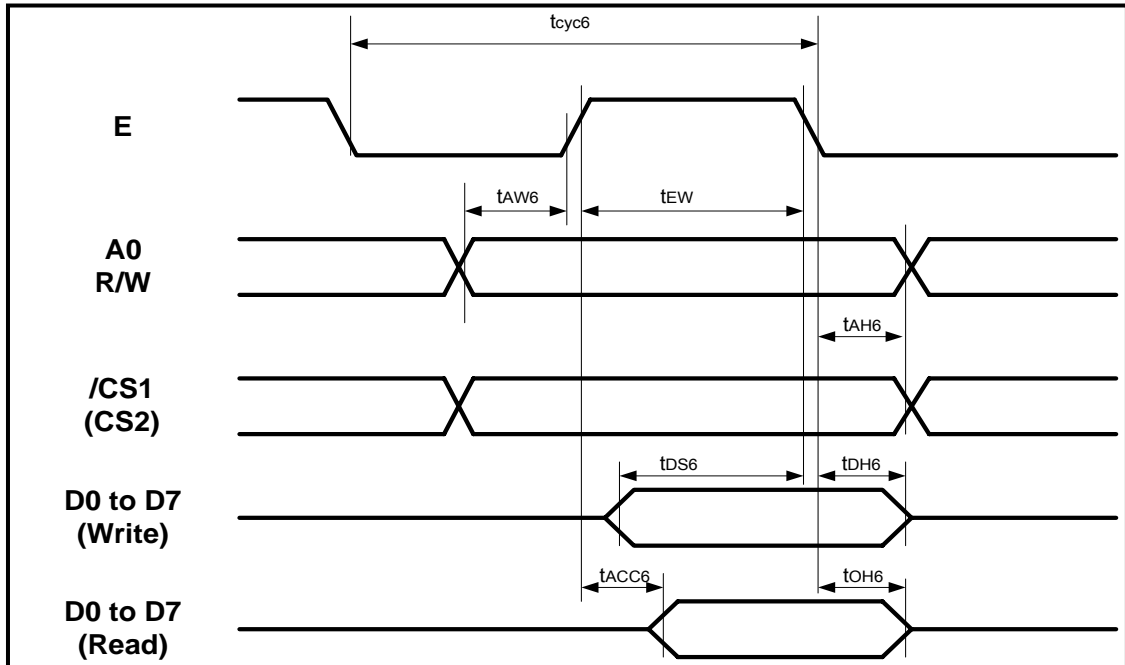 tcyc6
E
tAW6
tEW
A0
R/W
tAH6
/CS1
(CS2)
tDS6
tDH6
D0 to D7
(Write)
tACC6
tOH6
D0 to D7
(Read)